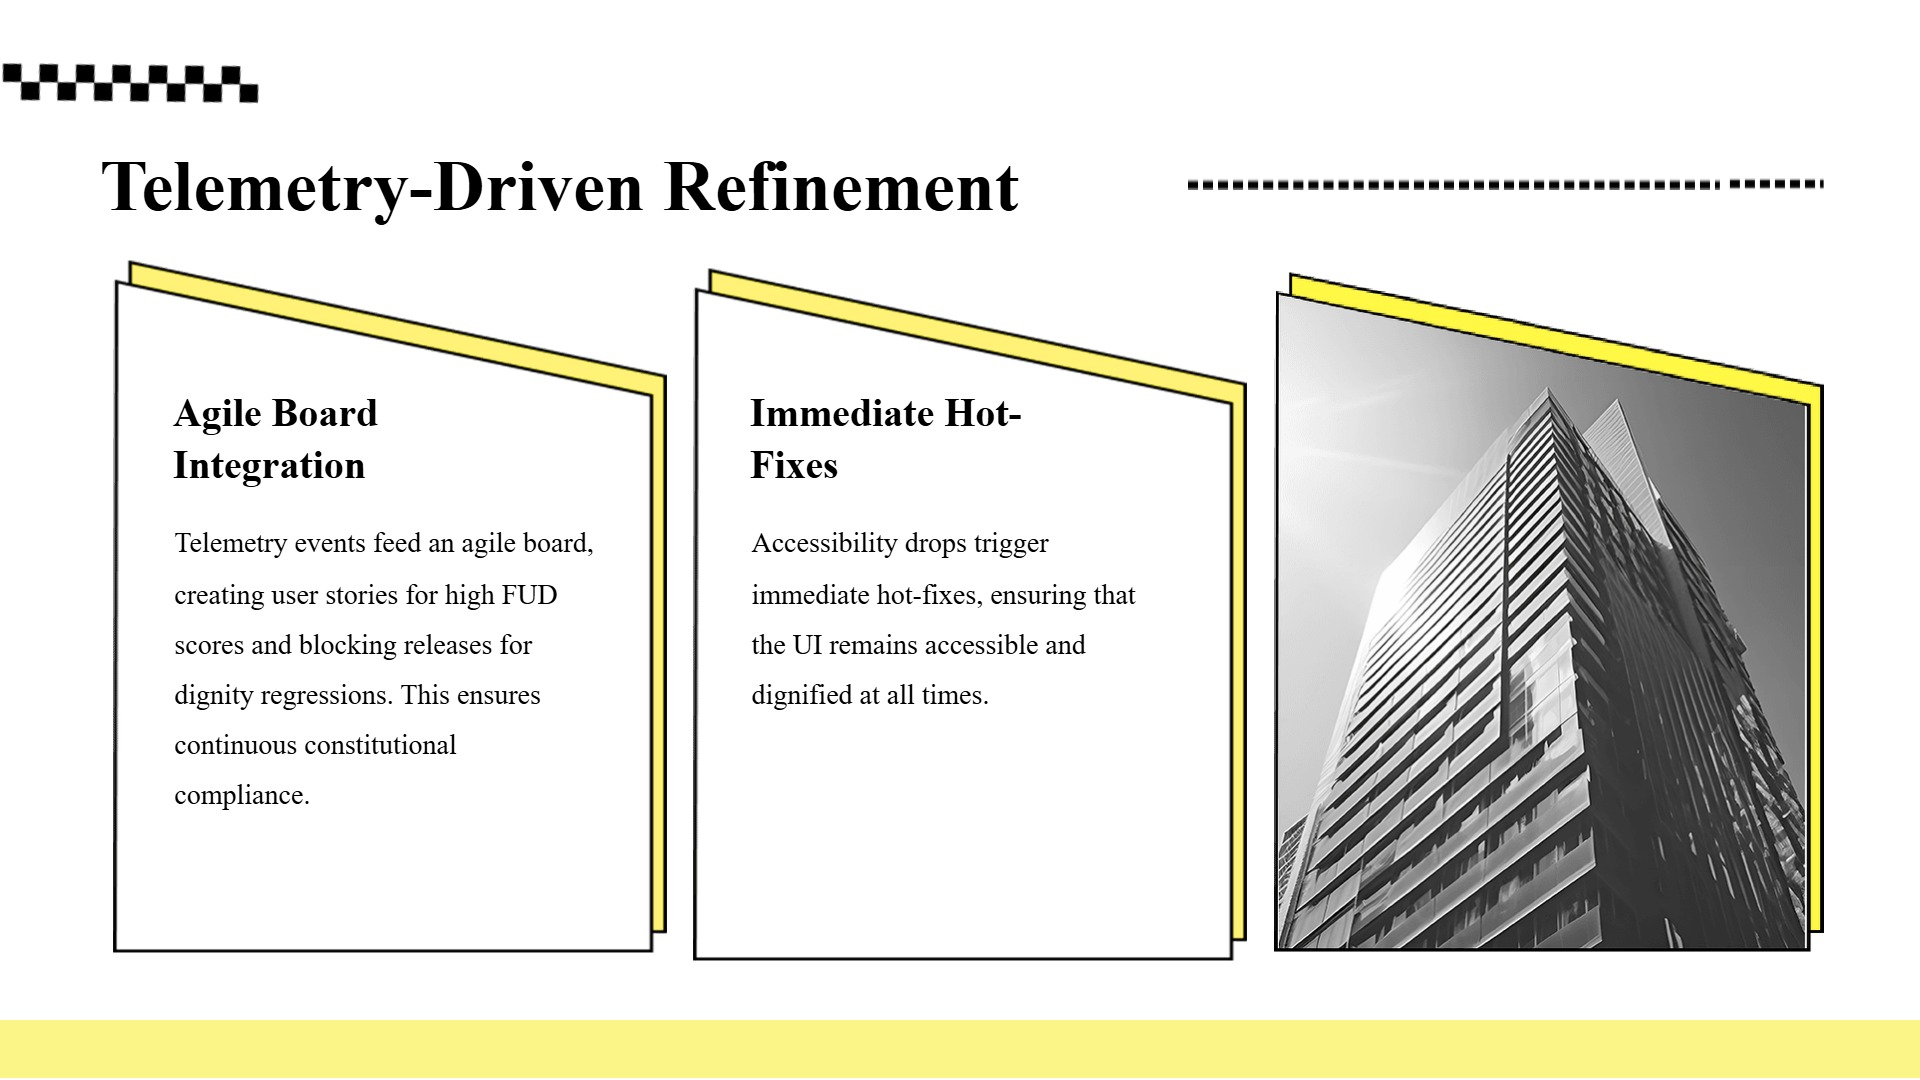 Telemetry-Driven Refinement
Agile Board
Integration
Telemetry events feed an agile board,
creating user stories for high FUD
scores and blocking releases for
dignity regressions. This ensures
continuous constitutional
compliance.
Immediate Hot-
Fixes
Accessibility drops trigger
immediate hot-fixes, ensuring that
the UI remains accessible and
dignified at all times.